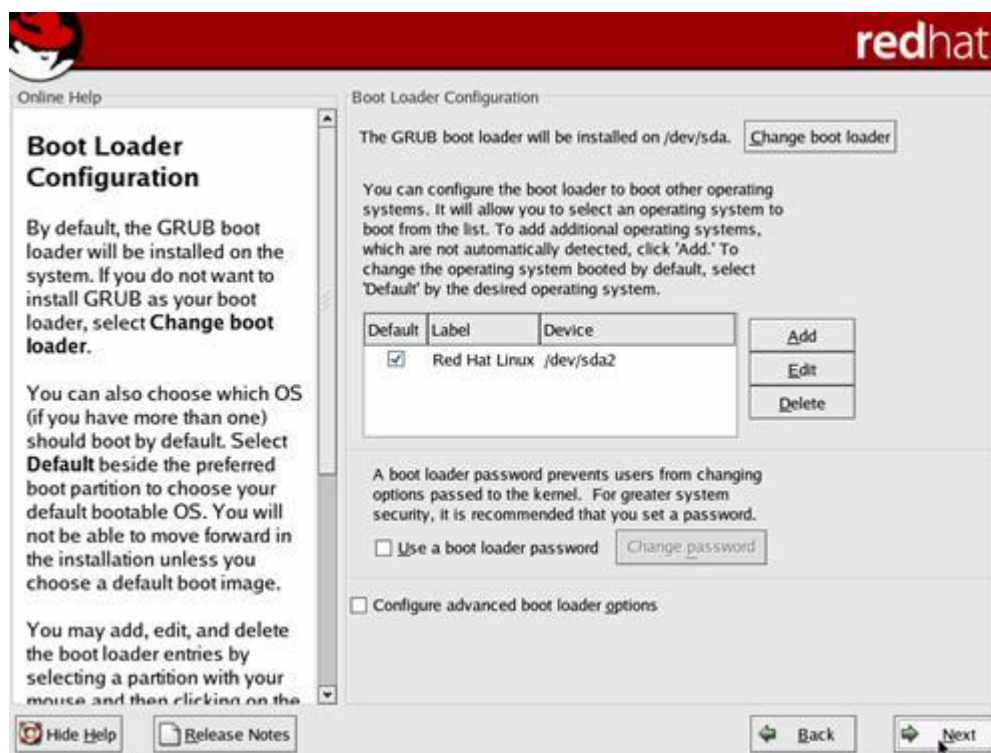 redhat
Online Help
Boot Loader
Configuration
By default, the GRUB boot
loader will be installed on the
system. If you do not want to
install GRUB as your boot
loader, select Change boot
loader.
You can also choose which OS
(if you have more than one)
should boot by default. Select
Default beside the preferred
boot partition to choose your
default bootable OS. You will
not be able to move forward in
the installation unless you
choose a default boot image.
You may add, edit, and delete
the boot loader entries by
selecting a partition with your
mouse and then clicking on the
Boot Loader Configuration
The GRUB boot loader will be installed on /dev/sda. Change boot loader
You can configure the boot loader to boot other operating
systems. It will allow you to select an operating system to
boot from the list. To add additional operating systems,
which are not automatically detected, click 'Add.' To
change the operating system booted by default, select
'Default' by the desired operating system.
Default Label Device
Red Hat Linux /dev/sda2
Add
Edit
Delete
A boot loader password prevents users from changing
options passed to the kernel. For greater system
security, it is recommended that you set a password.
Use a boot loader password Change password
Configure advanced boot loader options
Hide Help Release Notes Back Next